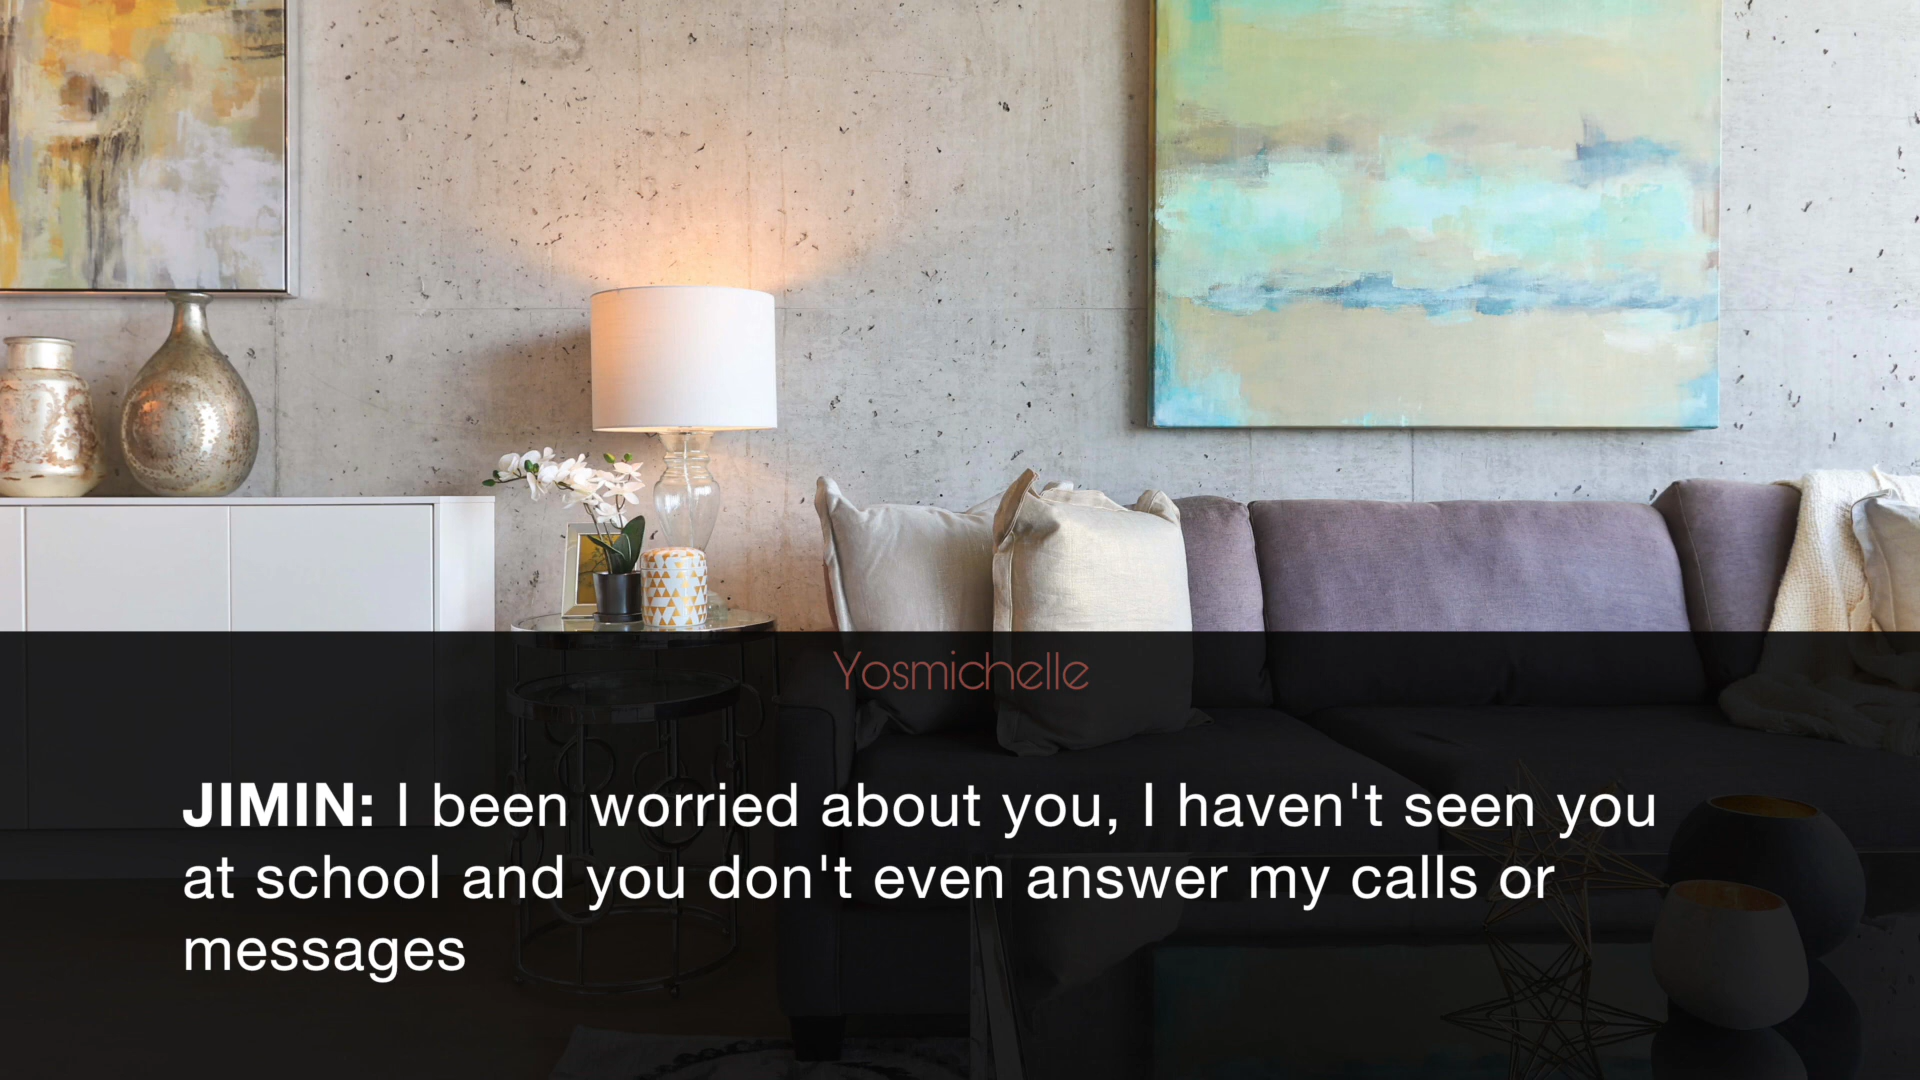 Yosmichelle
JIMIN: I been worried about you, I haven't seen you
at school and you don't even answer my calls or
messages